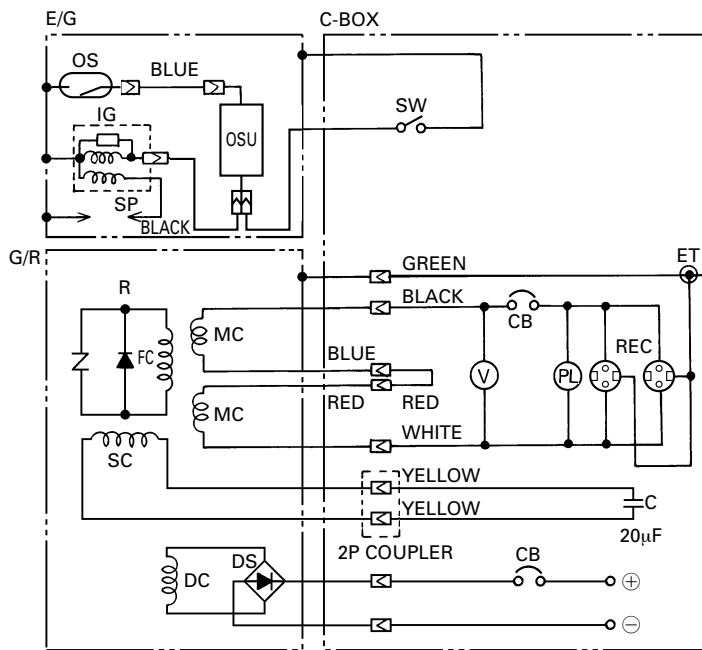 E/G
C-BOX
OS
BLUE
SW
IG
OSU
SP
BLACK
G/R
GREEN
ET
R
BLACK
CB
MC
FC
BLUE
V
PL
REC
RED
RED
MC
WHITE
SC
YELLOW
C
YELLOW
20μF
2P COUPLER
DS
CB
DC
+
−